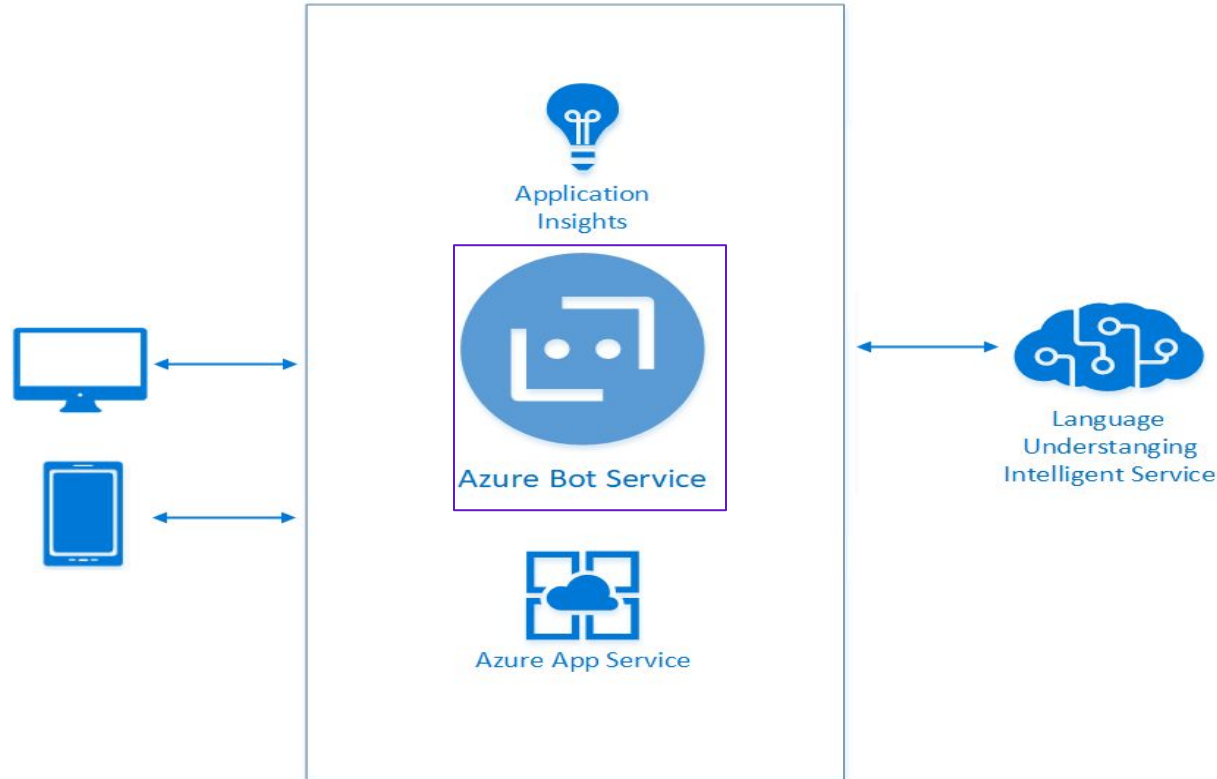 Application
Insights
Azure Bot Service
Language
Understanging
Intelligent Service
Azure App Service